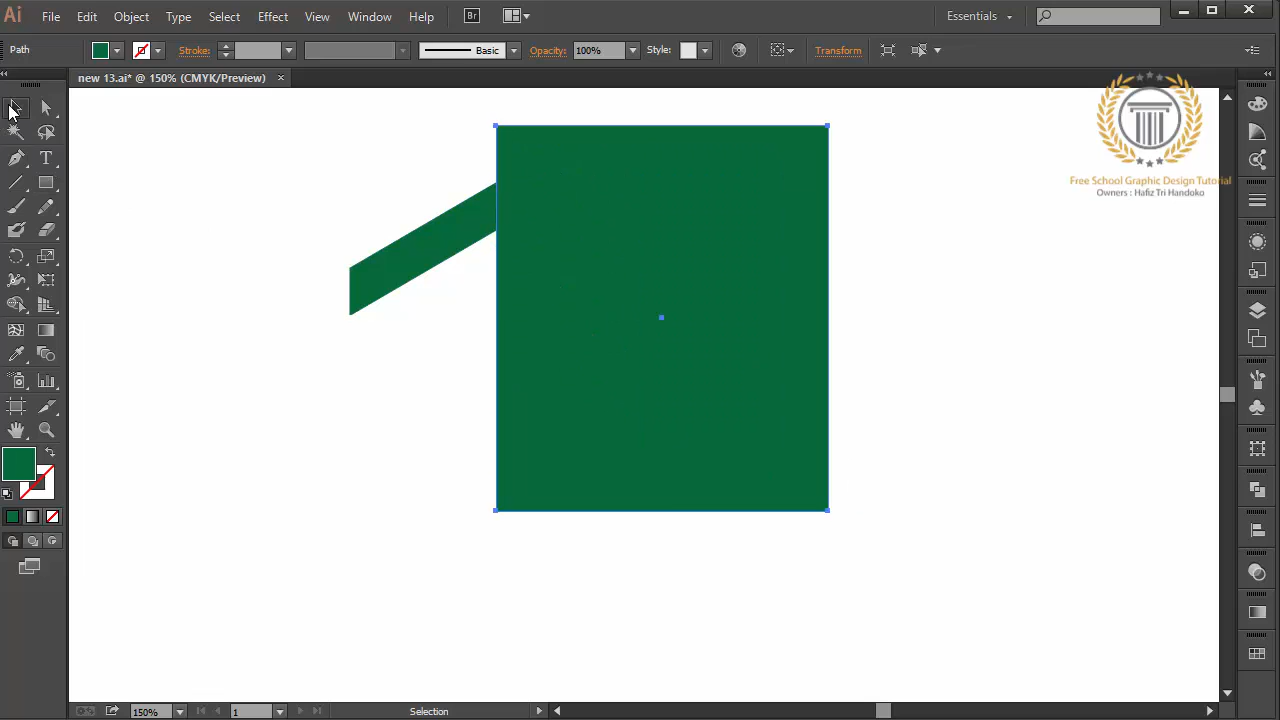 Ai File Edit Object Type Select Effect View Window Help Br Essentials
Path Stroke: Basic Opacity: 100% Style: Transform
new 13.ai* @ 150% (CMYK/Preview)
T
Free School Graphic Design Tutorial
Owners : Hafiz Tri Handoko
150% 1 Selection